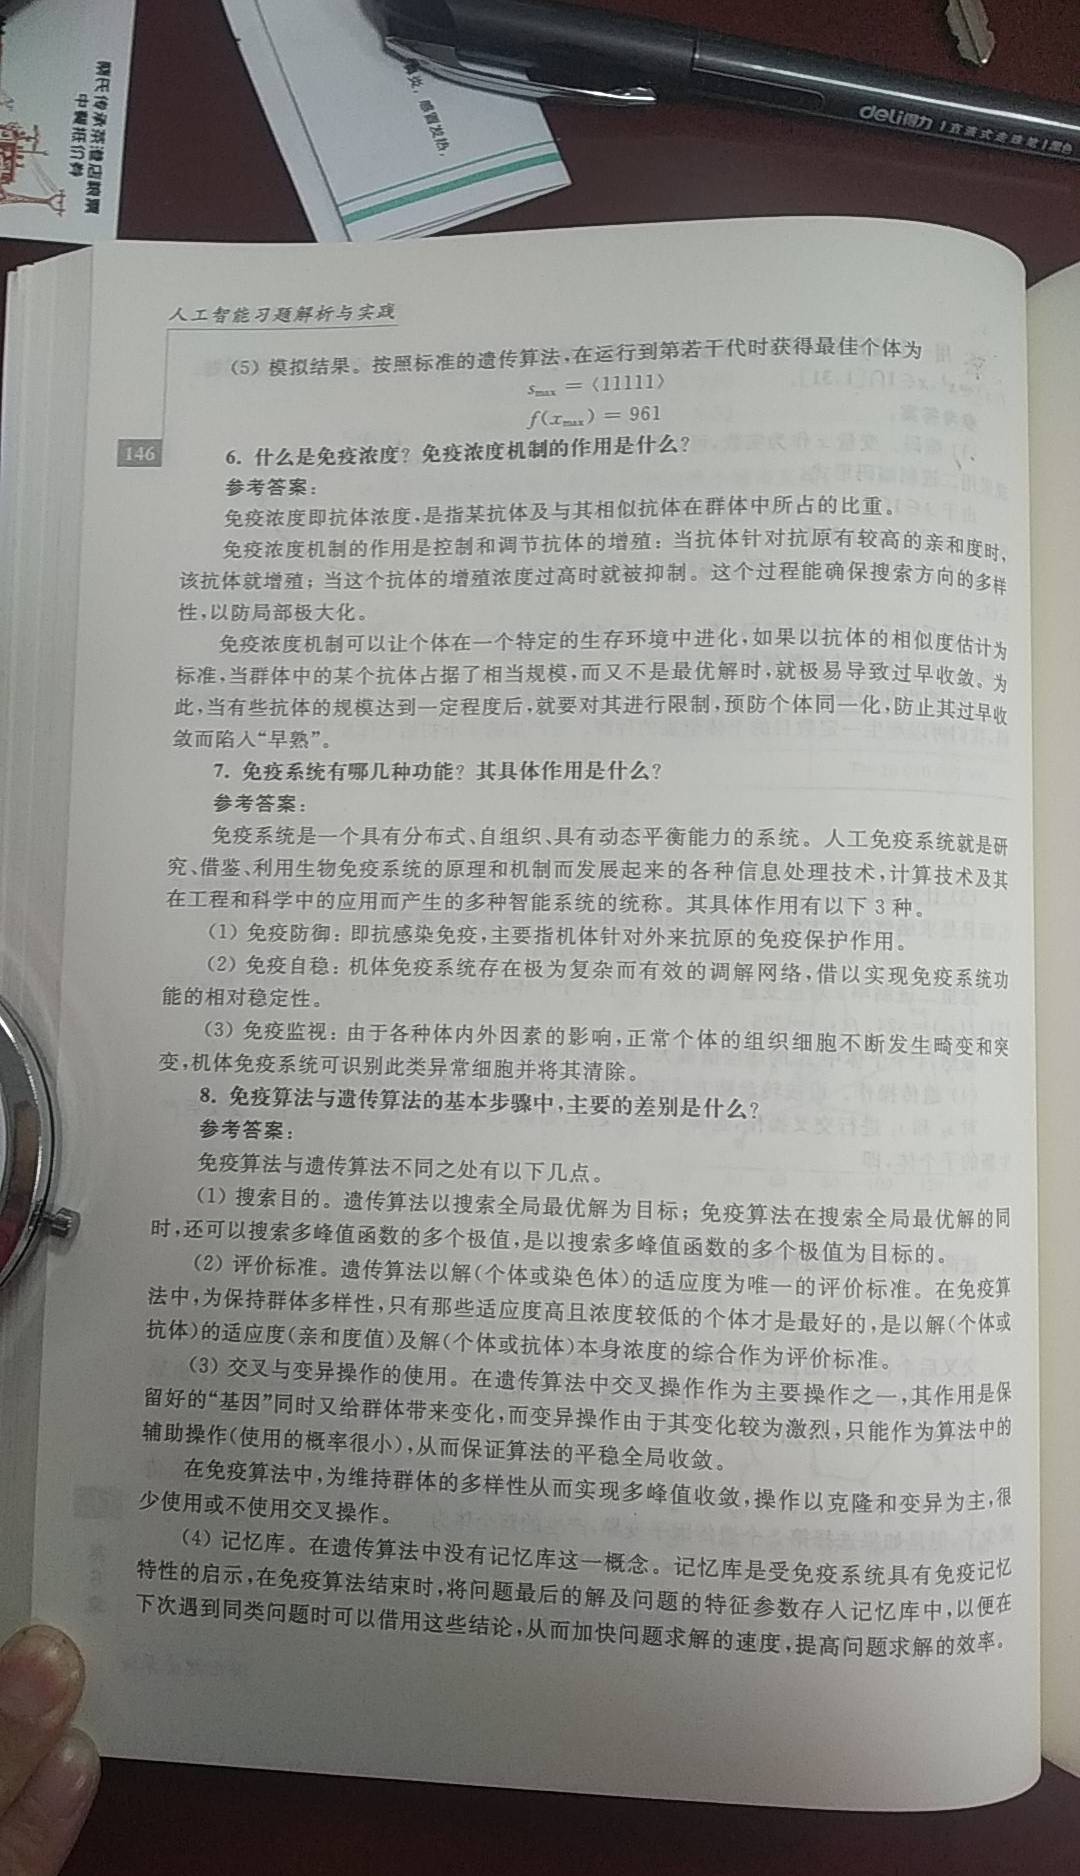 deli得力
直液式走珠笔
黑色
感冒发热,
中餐抵价券
人工智能习题解析与实践
146
(5) 模拟结果。按照标准的遗传算法,在运行到第若干代时获得最佳个体为
s_max = ⟨11111⟩
f(x_max) = 961
6. 什么是免疫浓度? 免疫浓度机制的作用是什么?
参考答案:
免疫浓度即抗体浓度,是指某抗体及与其相似抗体在群体中所占的比重。
免疫浓度机制的作用是控制和调节抗体的增殖: 当抗体针对抗原有较高的亲和度时,
该抗体就增殖; 当这个抗体的增殖浓度过高时就被抑制。这个过程能确保搜索方向的多样
性,以防局部极大化。
免疫浓度机制可以让个体在一个特定的生存环境中进化,如果以抗体的相似度估计为
标准,当群体中的某个抗体占据了相当规模,而又不是最优解时,就极易导致过早收敛。为
此,当有些抗体的规模达到一定程度后,就要对其进行限制,预防个体同一化,防止其过早收
敛而陷入“早熟”。
7. 免疫系统有哪几种功能? 其具体作用是什么?
参考答案:
免疫系统是一个具有分布式、自组织、具有动态平衡能力的系统。人工免疫系统就是研
究、借鉴、利用生物免疫系统的原理和机制而发展起来的各种信息处理技术,计算技术及其
在工程和科学中的应用而产生的多种智能系统的统称。其具体作用有以下 3 种。
(1) 免疫防御: 即抗感染免疫,主要指机体针对外来抗原的免疫保护作用。
(2) 免疫自稳: 机体免疫系统存在极为复杂而有效的调解网络,借以实现免疫系统功
能的相对稳定性。
(3) 免疫监视: 由于各种体内外因素的影响,正常个体的组织细胞不断发生畸变和突
变,机体免疫系统可识别此类异常细胞并将其清除。
8. 免疫算法与遗传算法的基本步骤中,主要的差别是什么?
参考答案:
免疫算法与遗传算法不同之处有以下几点。
(1) 搜索目的。遗传算法以搜索全局最优解为目标; 免疫算法在搜索全局最优解的同
时,还可以搜索多峰值函数的多个极值,是以搜索多峰值函数的多个极值为目标的。
(2) 评价标准。遗传算法以解(个体或染色体)的适应度为唯一的评价标准。在免疫算
法中,为保持群体多样性,只有那些适应度高且浓度较低的个体才是最好的,是以解(个体或
抗体)的适应度(亲和度值)及解(个体或抗体)本身浓度的综合作为评价标准。
(3) 交叉与变异操作的使用。在遗传算法中交叉操作作为主要操作之一,其作用是保
留好的“基因”同时又给群体带来变化,而变异操作由于其变化较为激烈,只能作为算法中的
辅助操作(使用的概率很小),从而保证算法的平稳全局收敛。
在免疫算法中,为维持群体的多样性从而实现多峰值收敛,操作以克隆和变异为主,很
少使用或不使用交叉操作。
(4) 记忆库。在遗传算法中没有记忆库这一概念。记忆库是受免疫系统具有免疫记忆
特性的启示,在免疫算法结束时,将问题最后的解及问题的特征参数存入记忆库中,以便在
下次遇到同类问题时可以借用这些结论,从而加快问题求解的速度,提高问题求解的效率。